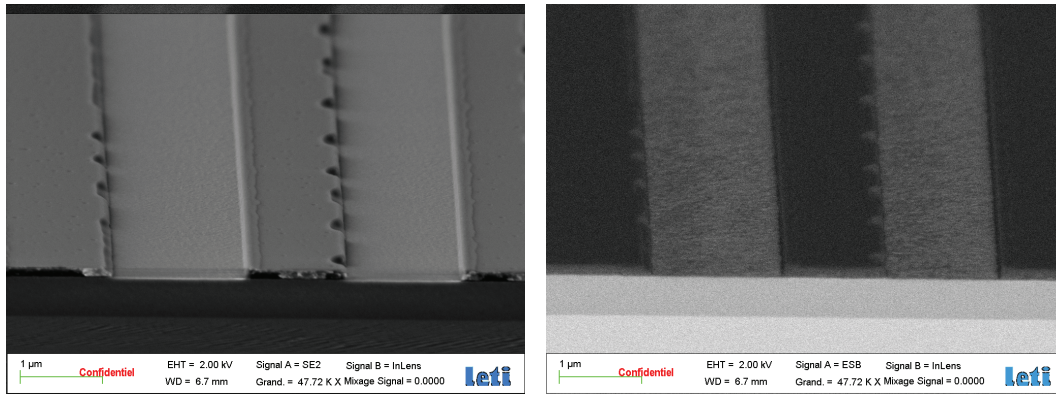 1 µm
Confidentiel
EHT = 2.00 kV Signal A = SE2 Signal B = InLens
WD = 6.7 mm Grand. = 47.72 K X Mixage Signal = 0.0000
leti
1 µm
Confidentiel
EHT = 2.00 kV Signal A = ESB Signal B = InLens
WD = 6.7 mm Grand. = 47.72 K X Mixage Signal = 0.0000
leti